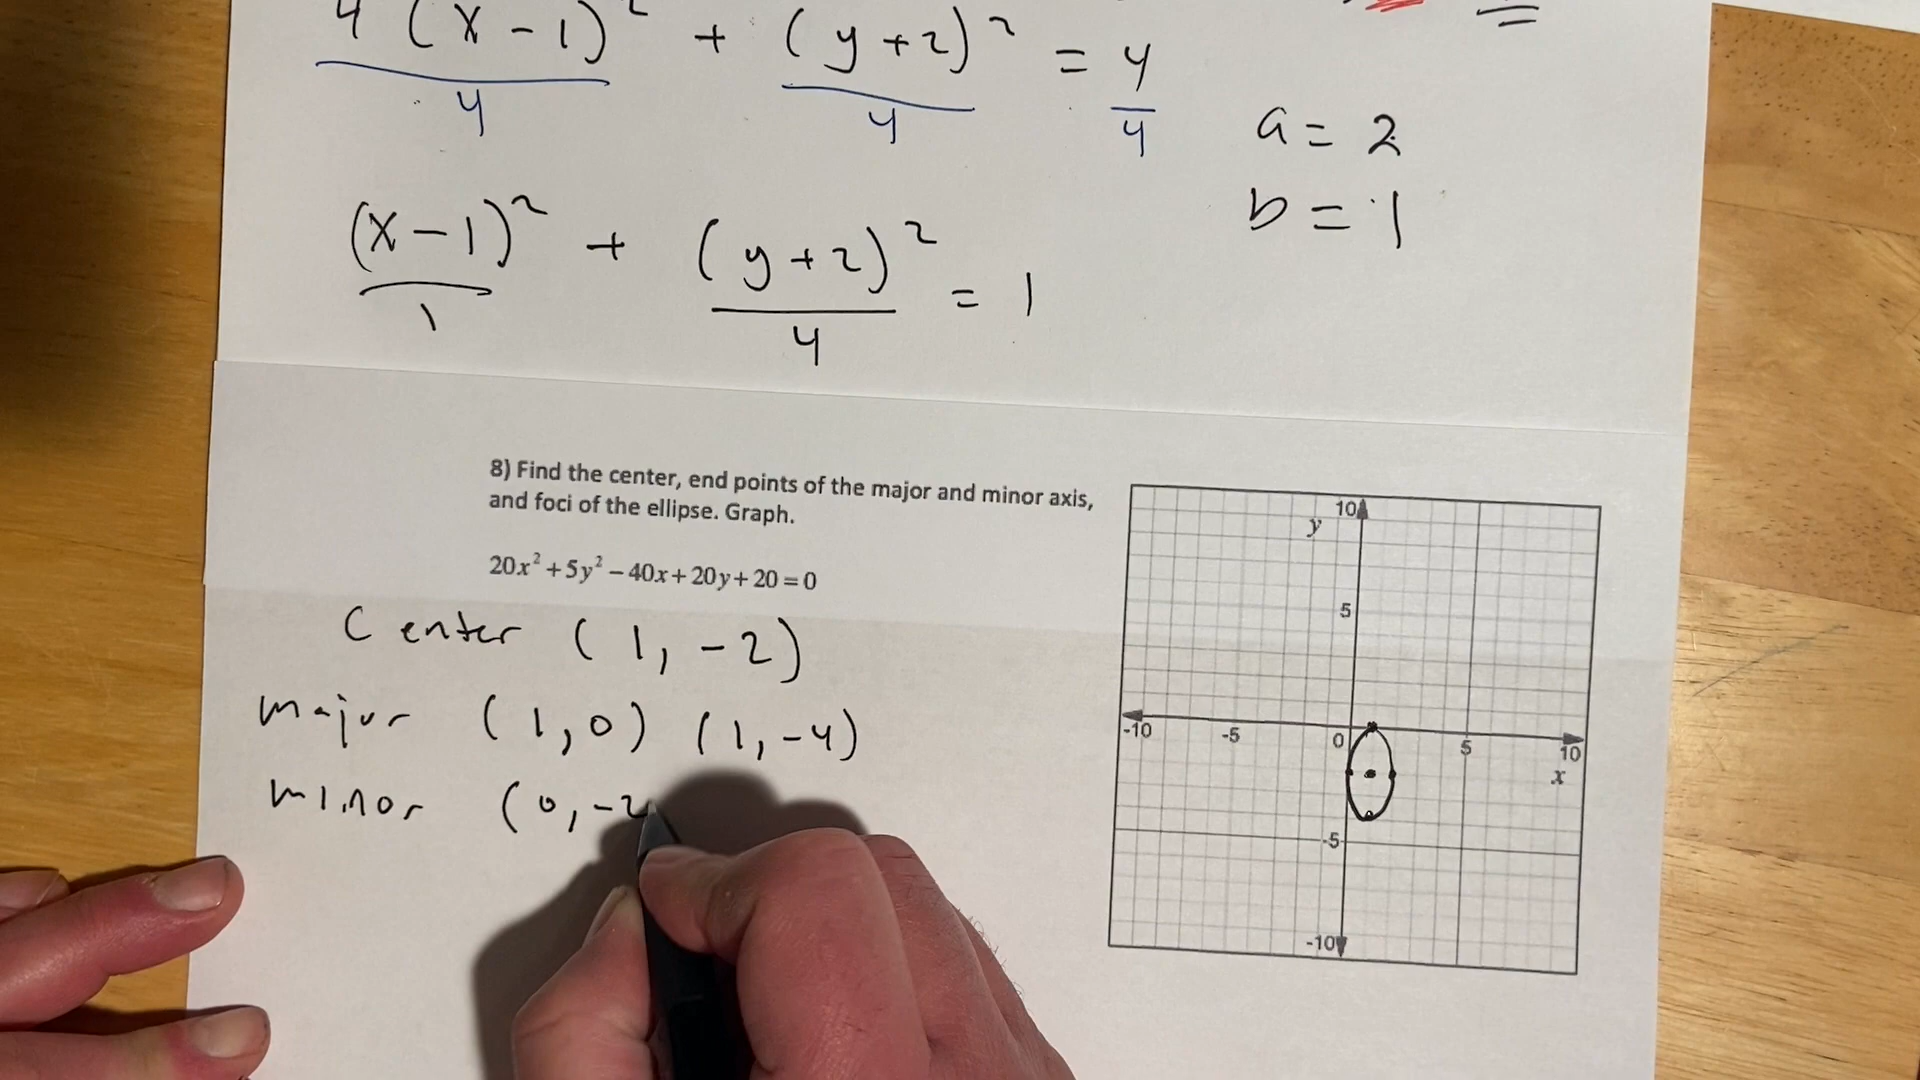 4 (x - 1)² + (y + 2)² = 4
4 4 4
a = 2
b = 1
(x - 1)² + (y + 2)² = 1
1 4
8) Find the center, end points of the major and minor axis,
and foci of the ellipse. Graph.
20x² + 5y² – 40x + 20y + 20 = 0
Center (1, -2)
major (1, 0) (1, -4)
minor (0, -2
10
y
5
-10 -5 0 5 10
x
-5
-10